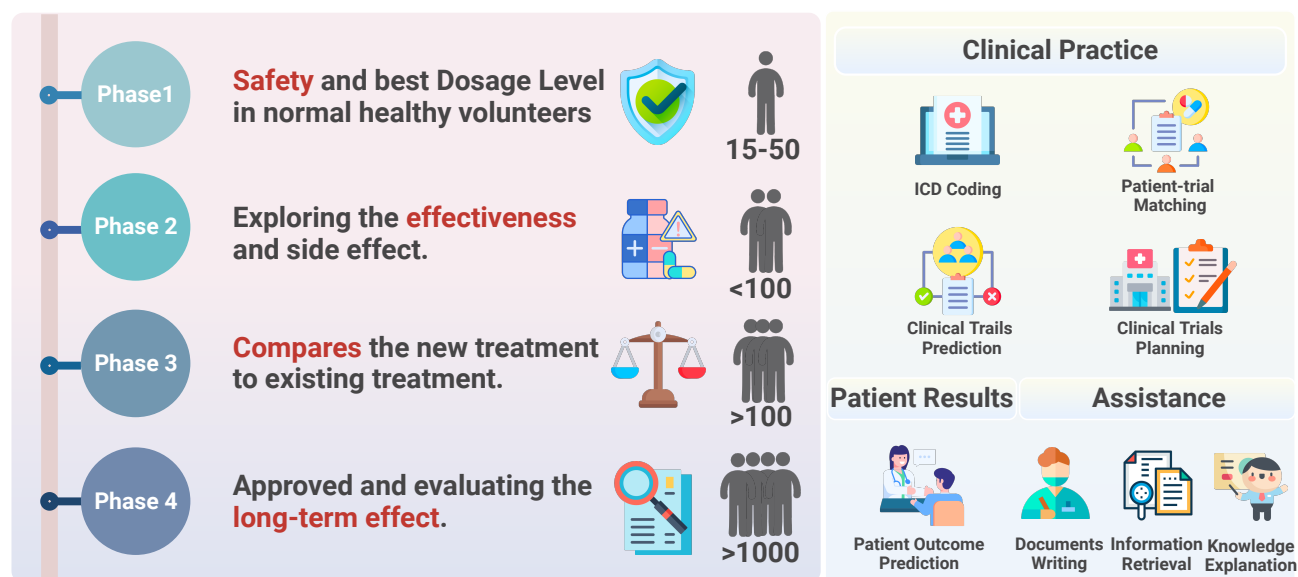 Phase1
Safety and best Dosage Level
in normal healthy volunteers
15-50
Phase 2
Exploring the effectiveness
and side effect.
<100
Phase 3
Compares the new treatment
to existing treatment.
>100
Phase 4
Approved and evaluating the
long-term effect.
>1000
Clinical Practice
ICD Coding
Patient-trial
Matching
Clinical Trails
Prediction
Clinical Trials
Planning
Patient Results
Patient Outcome
Prediction
Assistance
Documents
Writing
Information
Retrieval
Knowledge
Explanation